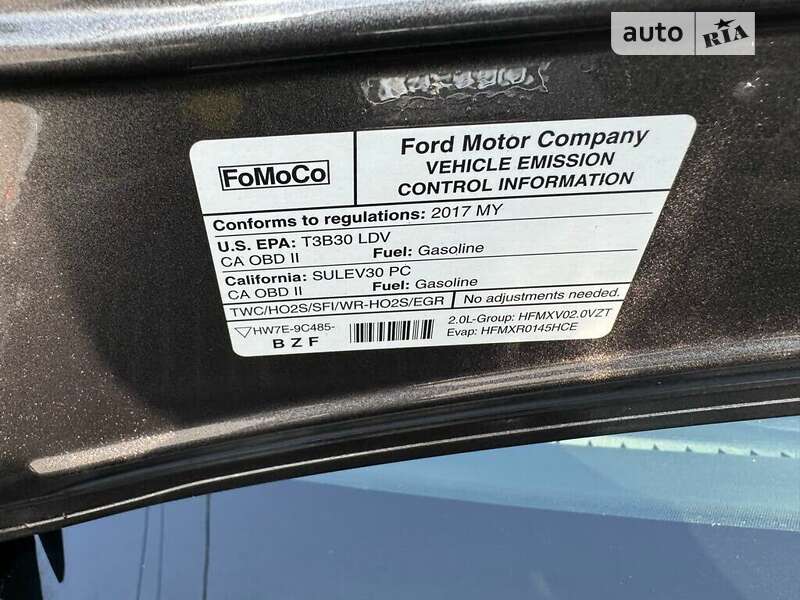 auto RIA
FoMoCo
Ford Motor Company
VEHICLE EMISSION
CONTROL INFORMATION
Conforms to regulations: 2017 MY
U.S. EPA: T3B30 LDV
CA OBD II Fuel: Gasoline
California: SULEV30 PC
CA OBD II Fuel: Gasoline
TWC/HO2S/SFI/WR-HO2S/EGR No adjustments needed.
HW7E-9C485-
BZF
2.0L-Group: HFMXV02.0VZT
Evap: HFMXR0145HCE